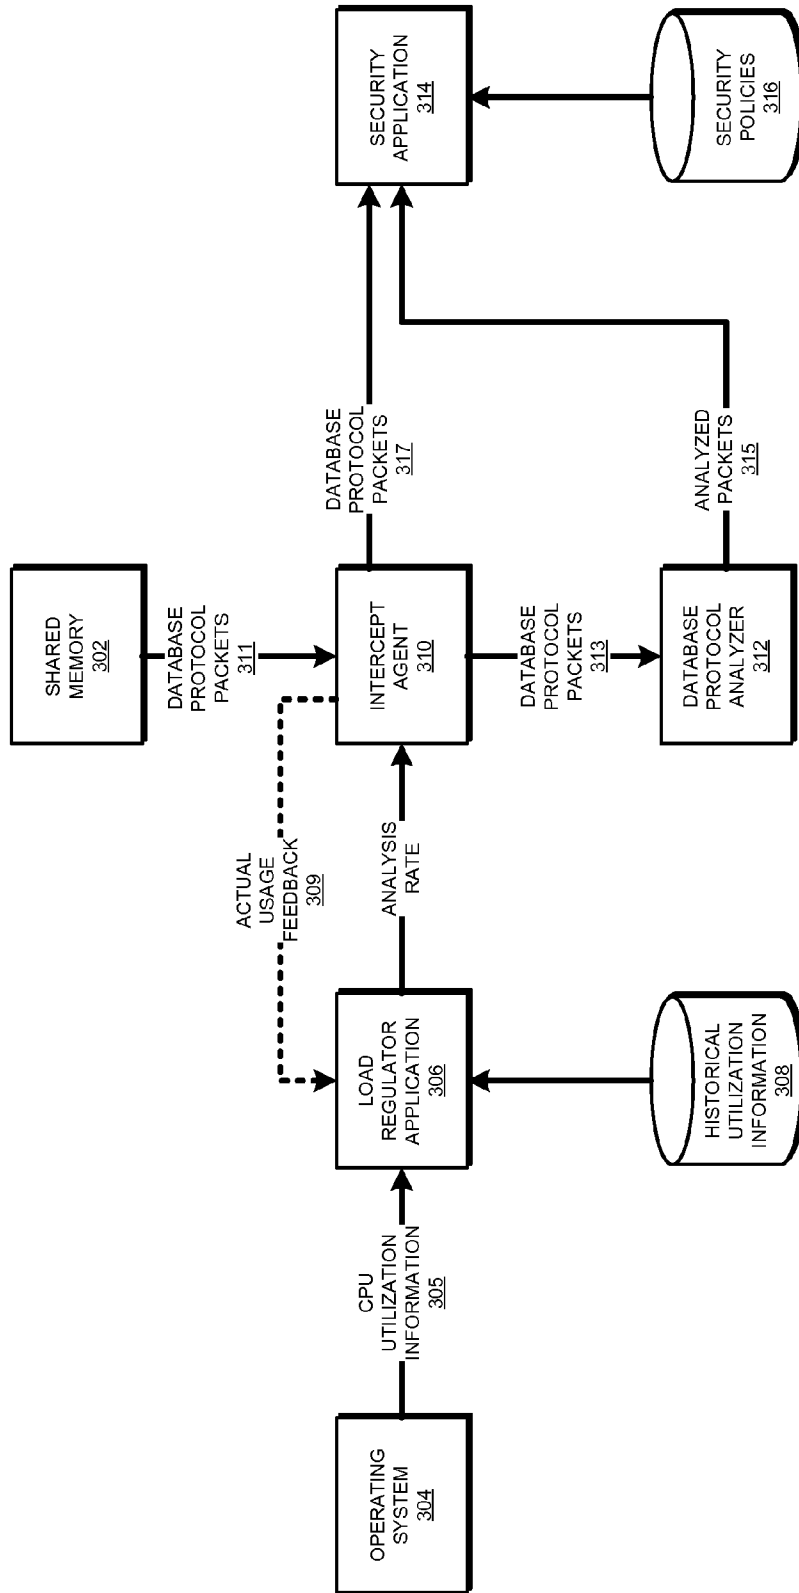 SHARED
MEMORY
302
DATABASE
PROTOCOL
PACKETS
311
ACTUAL
USAGE
FEEDBACK
309
OPERATING
SYSTEM
304
CPU
UTILIZATION
INFORMATION
305
LOAD
REGULATOR
APPLICATION
306
ANALYSIS
RATE
INTERCEPT
AGENT
310
DATABASE
PROTOCOL
PACKETS
317
SECURITY
APPLICATION
314
DATABASE
PROTOCOL
PACKETS
313
HISTORICAL
UTILIZATION
INFORMATION
308
DATABASE
PROTOCOL
ANALYZER
312
ANALYZED
PACKETS
315
SECURITY
POLICIES
316